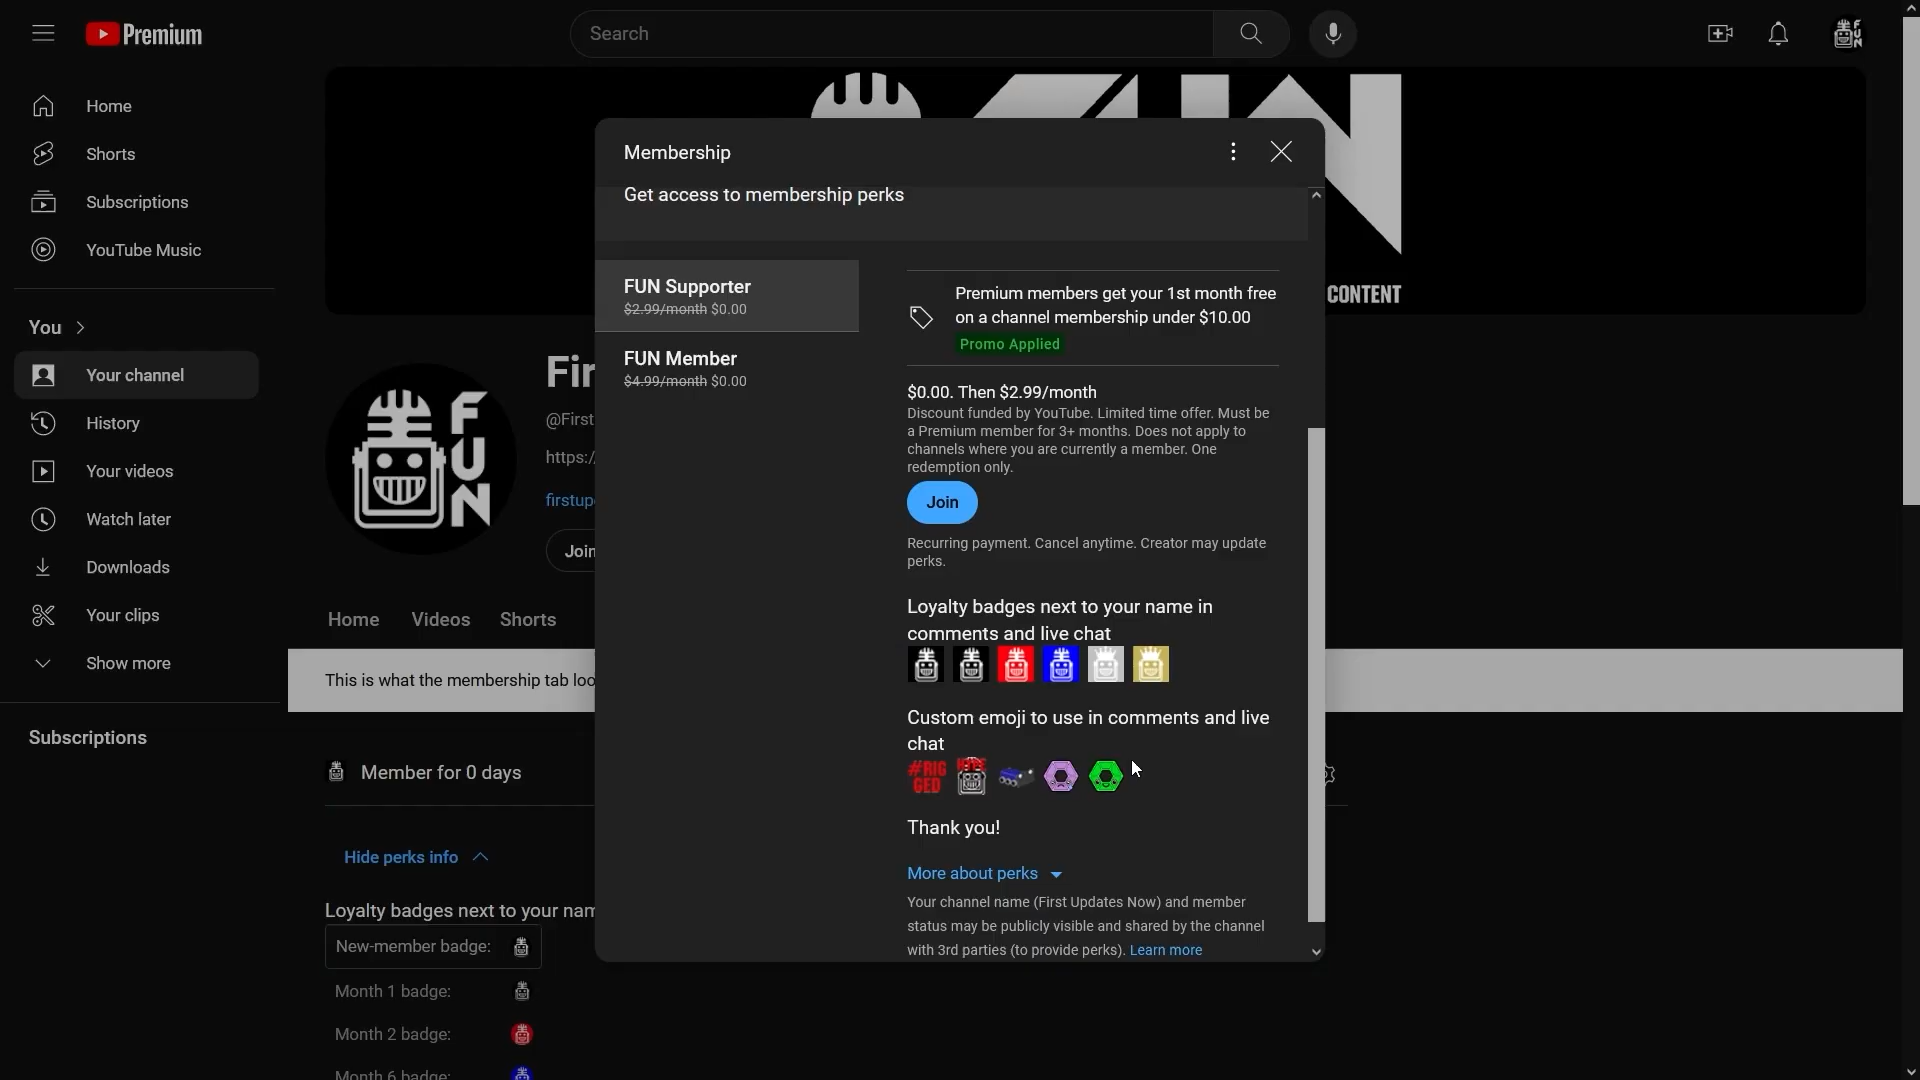 Premium
Search
FUN
Home
Shorts
Subscriptions
YouTube Music
You
Your channel
History
Your videos
Watch later
Downloads
Your clips
Show more
Subscriptions
CONTENT
FUN
Fir
@First
https:/
firstup
Join
Home Videos Shorts
This is what the membership tab loo
Member for 0 days
Hide perks info
Loyalty badges next to your nam
New-member badge:
Month 1 badge:
Month 2 badge:
Month 6 badge:
Membership
Get access to membership perks
FUN Supporter
$2.99/month $0.00
FUN Member
$4.99/month $0.00
Premium members get your 1st month free
on a channel membership under $10.00
Promo Applied
$0.00. Then $2.99/month
Discount funded by YouTube. Limited time offer. Must be
a Premium member for 3+ months. Does not apply to
channels where you are currently a member. One
redemption only.
Join
Recurring payment. Cancel anytime. Creator may update
perks.
Loyalty badges next to your name in
comments and live chat
Custom emoji to use in comments and live
chat
#RIG
GED
HYPE
Thank you!
More about perks
Your channel name (First Updates Now) and member
status may be publicly visible and shared by the channel
with 3rd parties (to provide perks). Learn more